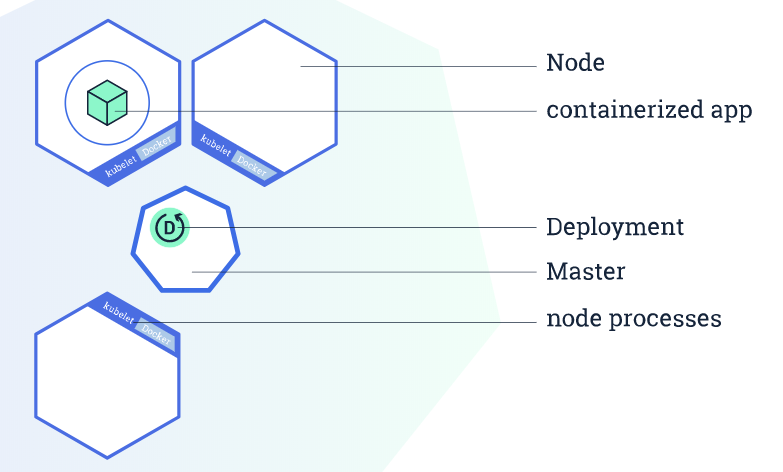 Node
containerized app
kubelet Docker
kubelet Docker
D
Deployment
Master
kubelet Docker
node processes